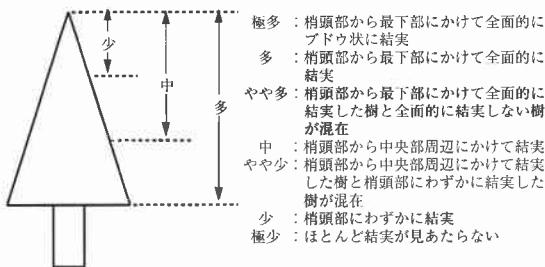 少
中
多
極多：梢頭部から最下部にかけて全面的に
ブドウ状に結実
多：梢頭部から最下部にかけて全面的に
結実
やや多：梢頭部から最下部にかけて全面的に
結実した樹と全面的に結実しない樹
が混在
中：梢頭部から中央部周辺にかけて結実
やや少：梢頭部から中央部周辺にかけて結実
した樹と梢頭部にわずかに結実した
樹が混在
少：梢頭部にわずかに結実
極少：ほとんど結実が見あたらない